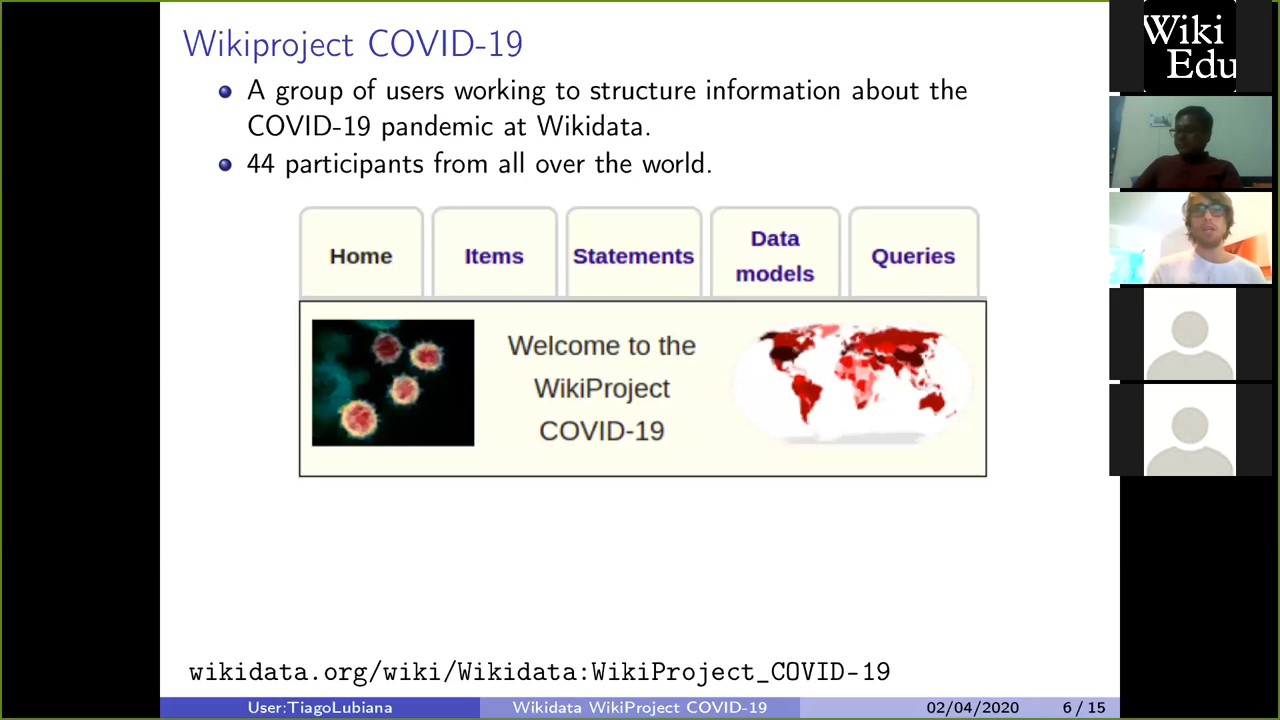 Wikiproject COVID-19
A group of users working to structure information about the
COVID-19 pandemic at Wikidata.
44 participants from all over the world.
Home
Items
Statements
Data
models
Queries
Welcome to the
WikiProject
COVID-19
wikidata.org/wiki/Wikidata:WikiProject_COVID-19
User:TiagoLubiana
Wikidata WikiProject COVID-19
02/04/2020
6 / 15
Wiki
Edu